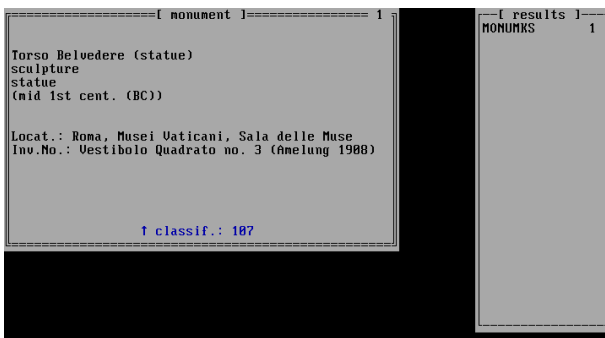 [ monument ] 1
Torso Belvedere (statue)
sculpture
statue
(mid 1st cent. (BC))
Locat.: Roma, Musei Vaticani, Sala delle Muse
Inv.No.: Vestibolo Quadrato no. 3 (Amelung 1908)
↑ classif.: 107
[ results ]
MONUMKS 1